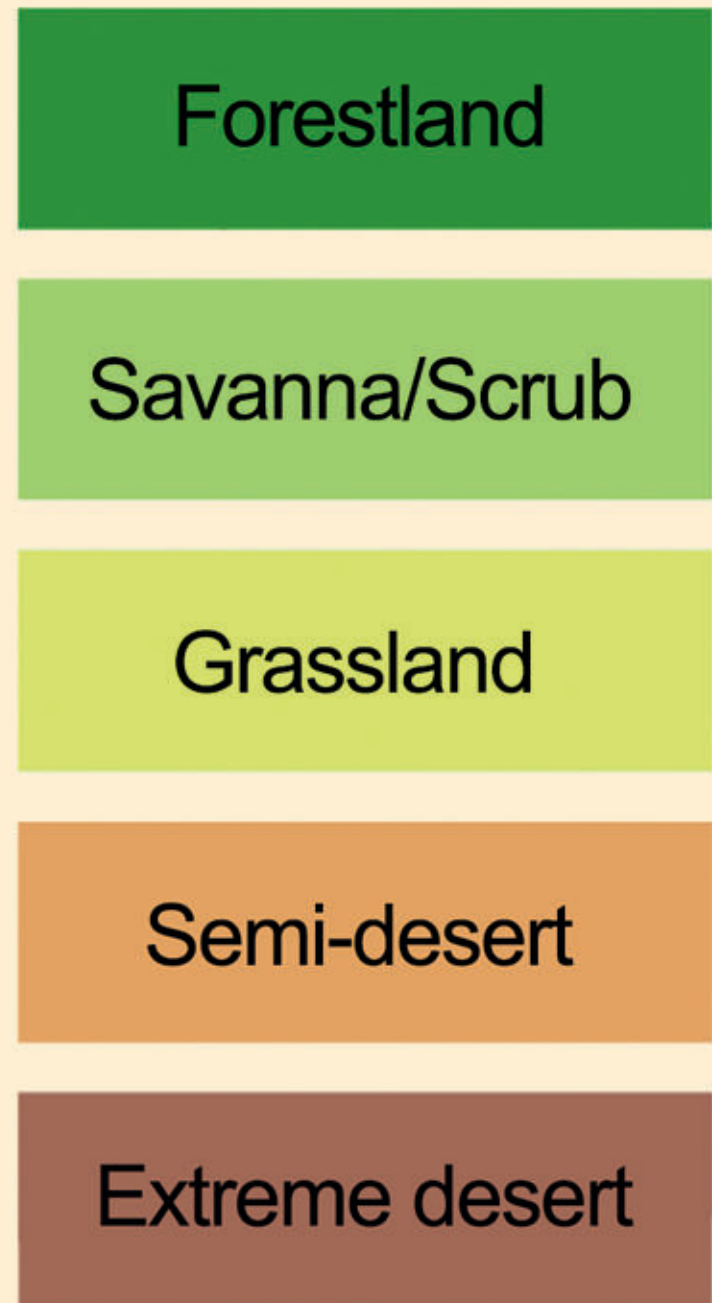 Forestland
Savanna/Scrub
Grassland
Semi-desert
Extreme desert